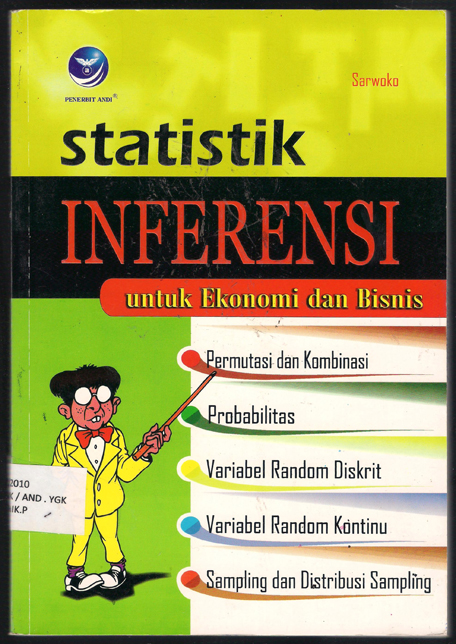 Sarwoko
PENERBIT ANDI®
statistik
INFERENSI
untuk Ekonomi dan Bisnis
Permutasi dan Kombinasi
Probabilitas
Variabel Random Diskrit
Variabel Random Kontinu
Sampling dan Distribusi Sampling
2010
/ AND . YGK